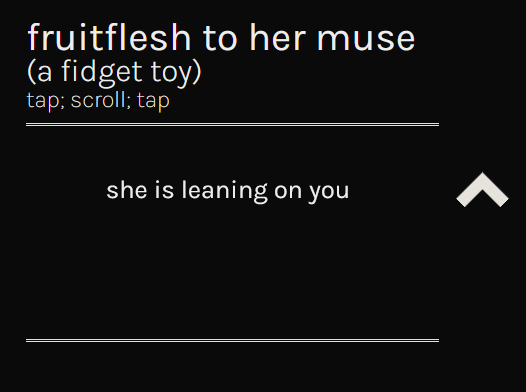 fruitflesh to her muse
(a fidget toy)
tap; scroll; tap
she is leaning on you